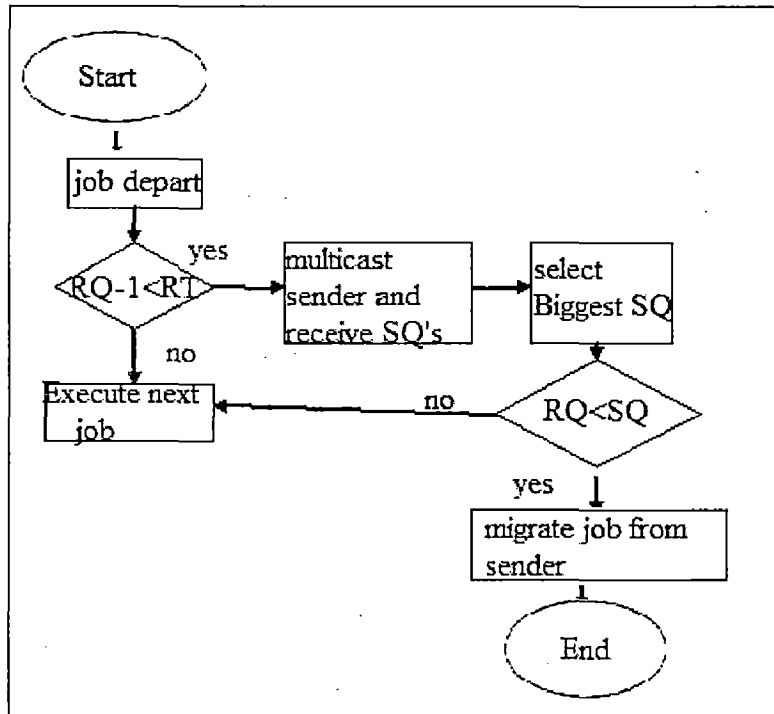 Start
job depart
yes
RQ-1<RT
multicast
sender and
receive SQ's
select
Biggest SQ
no
Execute next
job
no
RQ<SQ
yes
migrate job from
sender
End